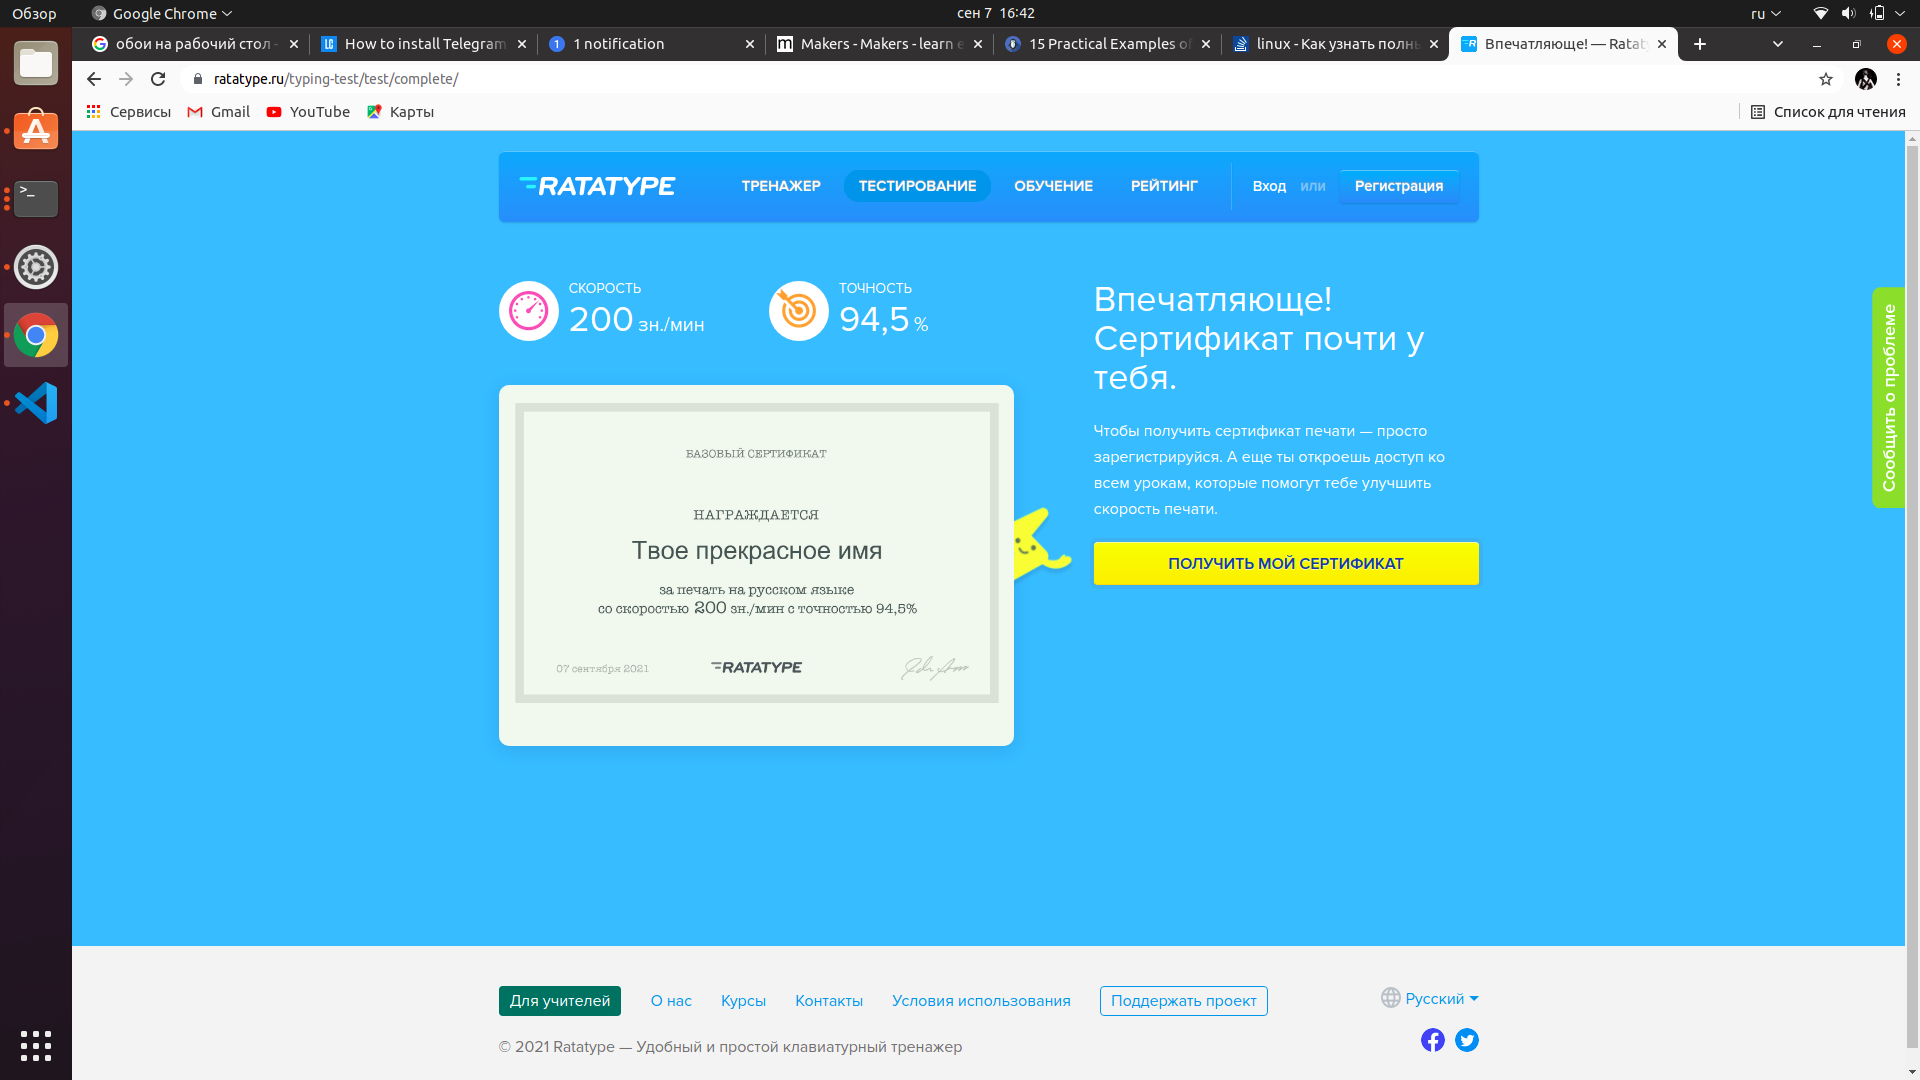 Обзор
Google Chrome
сен 7 16:42
ru
обои на рабочий стол -
How to install Telegram
1 notification
Makers - Makers - learn e
15 Practical Examples of
linux - Как узнать полн
Впечатляюще! — Ratat
ratatype.ru/typing-test/test/complete/
Сервисы
Gmail
YouTube
Карты
Список для чтения
RATATYPE
ТРЕНАЖЕР
ТЕСТИРОВАНИЕ
ОБУЧЕНИЕ
РЕЙТИНГ
Вход или Регистрация
СКОРОСТЬ
200 зн./мин
ТОЧНОСТЬ
94,5 %
Впечатляюще!
Сертификат почти у
тебя.
Чтобы получить сертификат печати — просто
зарегистрируйся. А еще ты откроешь доступ ко
всем урокам, которые помогут тебе улучшить
скорость печати.
ПОЛУЧИТЬ МОЙ СЕРТИФИКАТ
БАЗОВЫЙ СЕРТИФИКАТ
НАГРАЖДАЕТСЯ
Твое прекрасное имя
за печать на русском языке
со скоростью 200 зн./мин с точностью 94,5%
07 сентября 2021
RATATYPE
Сообщить о проблеме
Для учителей
О нас
Курсы
Контакты
Условия использования
Поддержать проект
Русский
© 2021 Ratatype — Удобный и простой клавиатурный тренажер